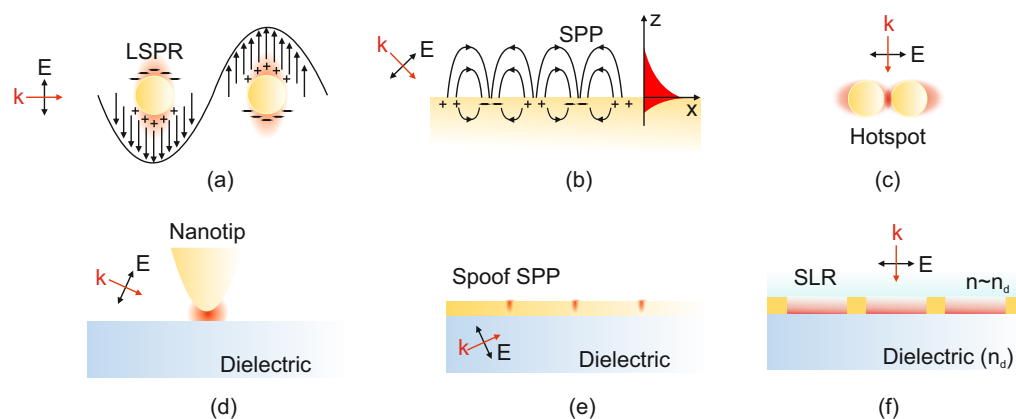 LSPR
E
k
(a)
k
E
SPP
z
x
(b)
k
E
Hotspot
(c)
Nanotip
k
E
Dielectric
(d)
Spoof SPP
k
E
Dielectric
(e)
k
E
SLR
n~n_d
Dielectric (n_d)
(f)